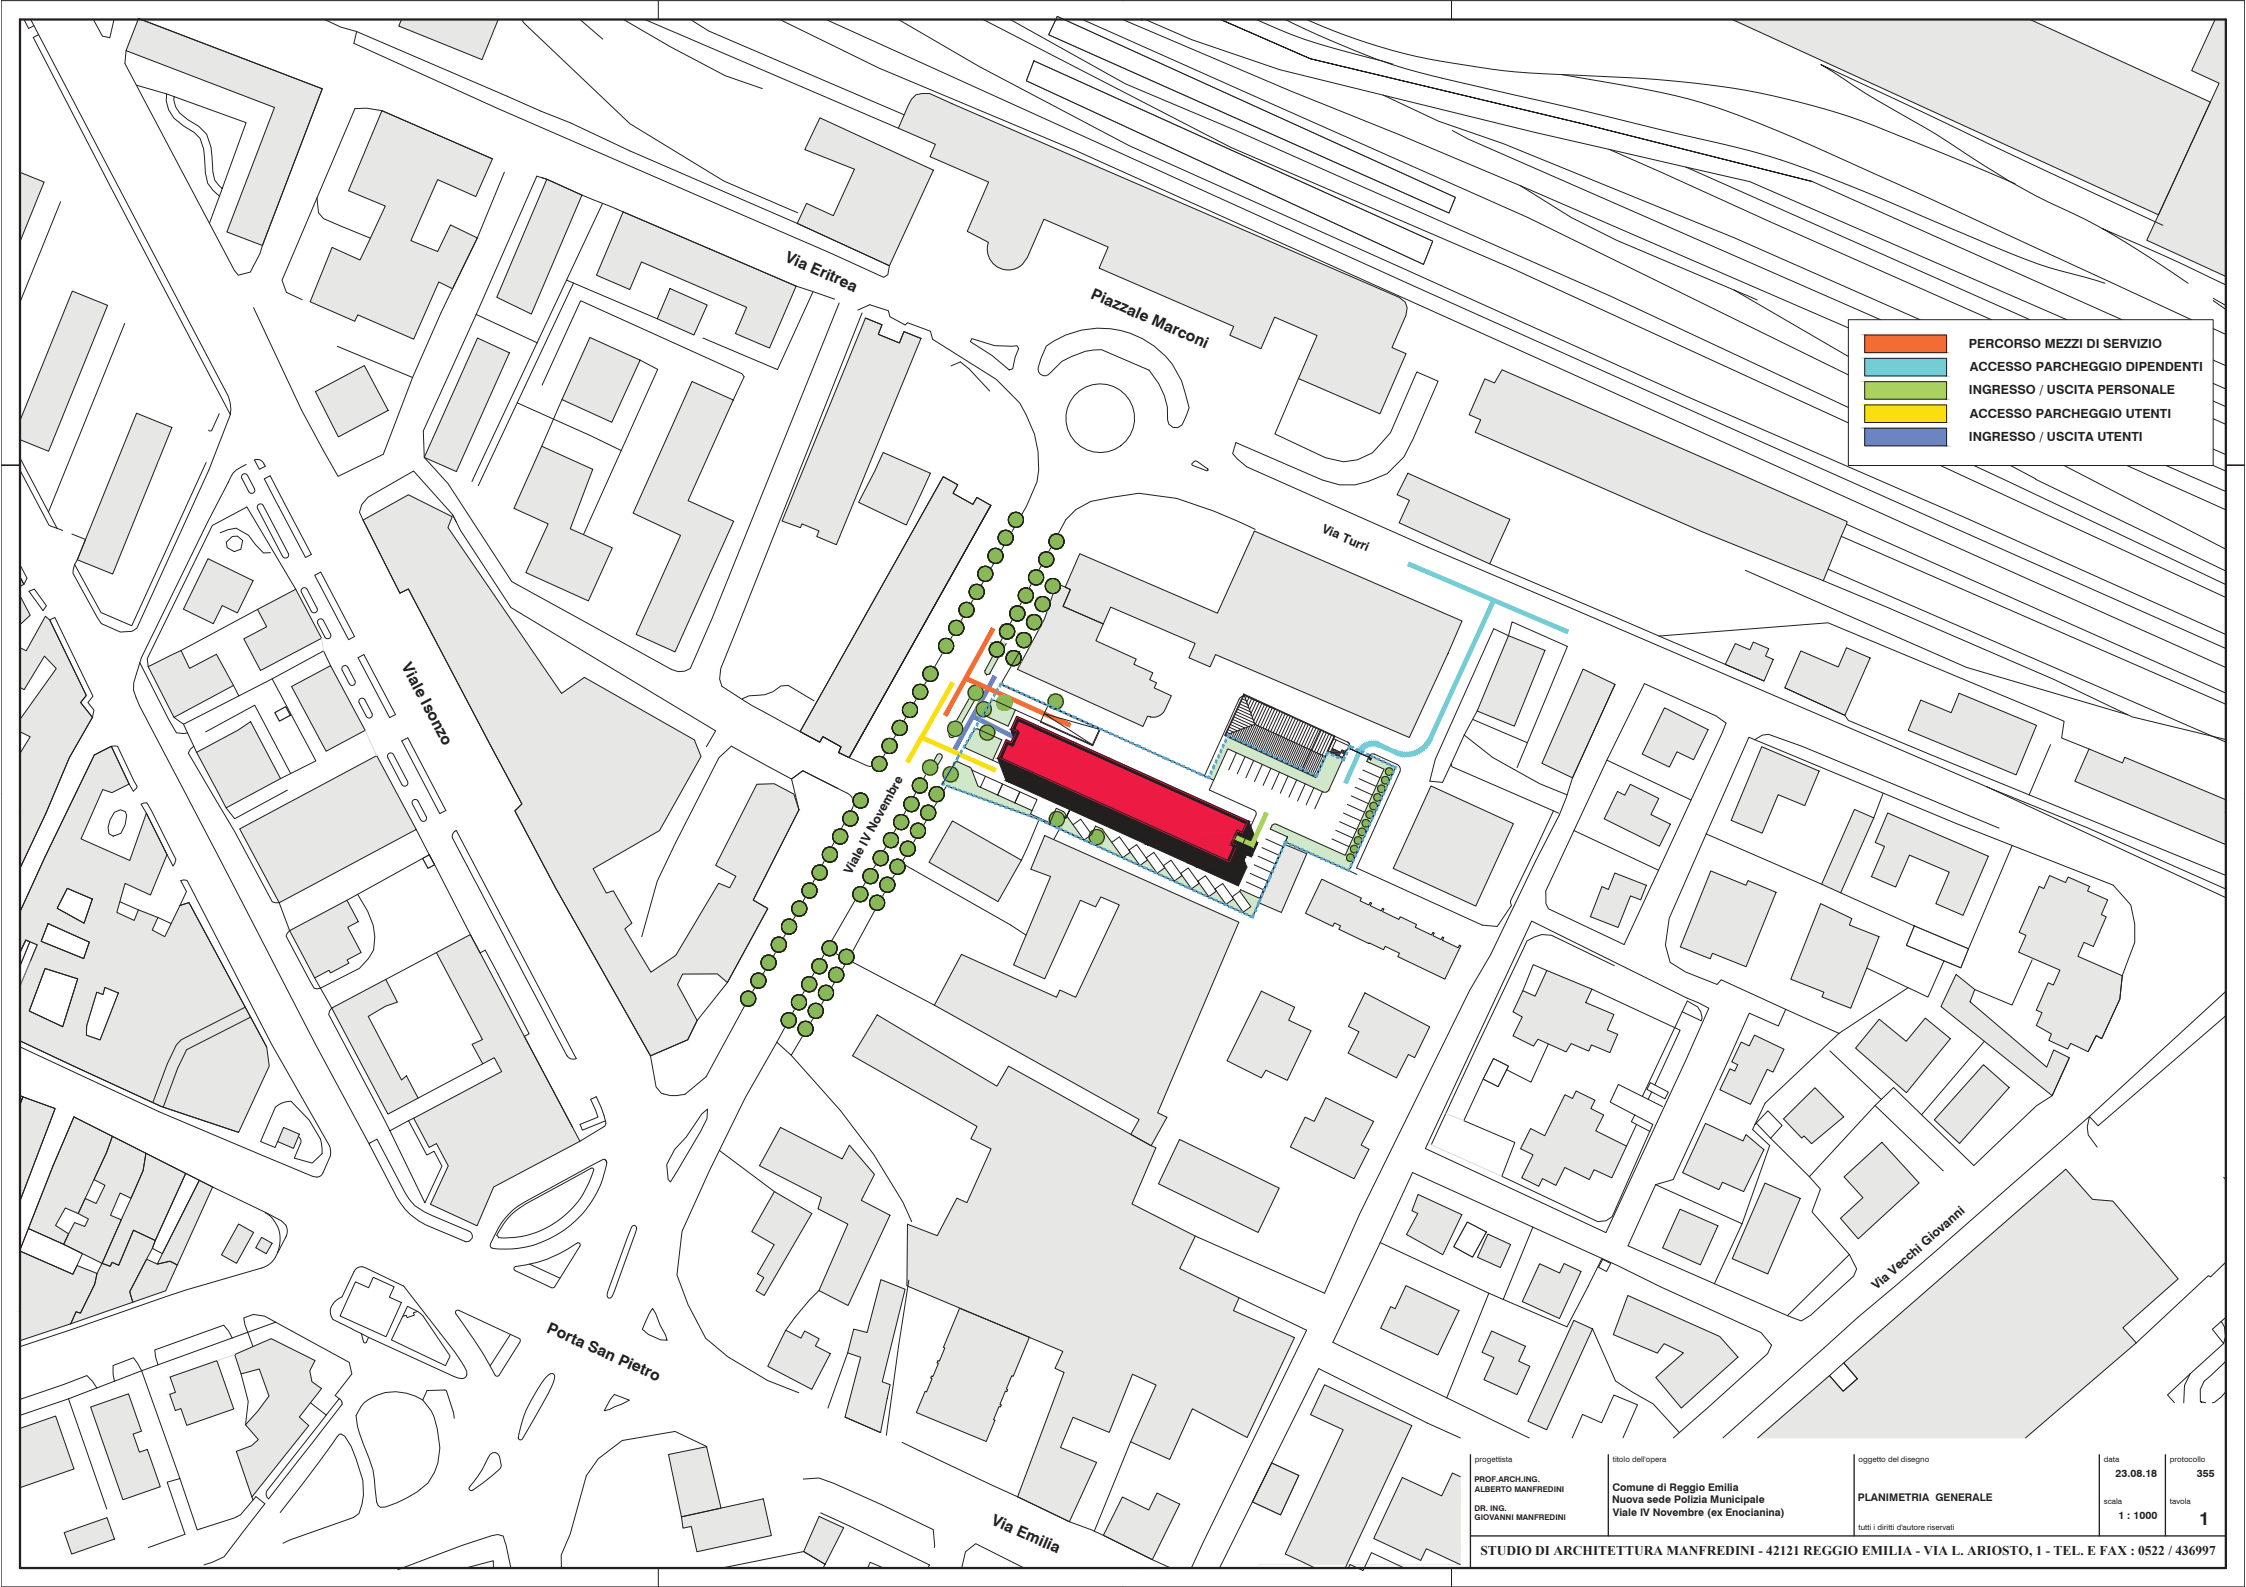 Via Eritrea
Piazzale Marconi
PERCORSO MEZZI DI SERVIZIO
ACCESSO PARCHEGGIO DIPENDENTI
INGRESSO / USCITA PERSONALE
ACCESSO PARCHEGGIO UTENTI
INGRESSO / USCITA UTENTI
Via Turri
Viale Isonzo
Viale IV Novembre
Via Vecchi Giovanni
Porta San Pietro
Via Emilia
progettista
PROF.ARCH.ING.
ALBERTO MANFREDINI
DR. ING.
GIOVANNI MANFREDINI
titolo dell'opera
Comune di Reggio Emilia
Nuova sede Polizia Municipale
Viale IV Novembre (ex Enocianina)
oggetto del disegno
PLANIMETRIA GENERALE
tutti i diritti d'autore riservati
data
23.08.18
scala
1 : 1000
protocollo
355
tavola
1
STUDIO DI ARCHITETTURA MANFREDINI - 42121 REGGIO EMILIA - VIA L. ARIOSTO, 1 - TEL. E FAX : 0522 / 436997